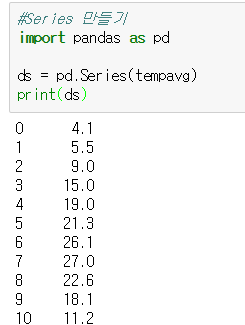 #Series 만들기
import pandas as pd

ds = pd.Series(tempavg)
print(ds)
0 4.1
1 5.5
2 9.0
3 15.0
4 19.0
5 21.3
6 26.1
7 27.0
8 22.6
9 18.1
10 11.2